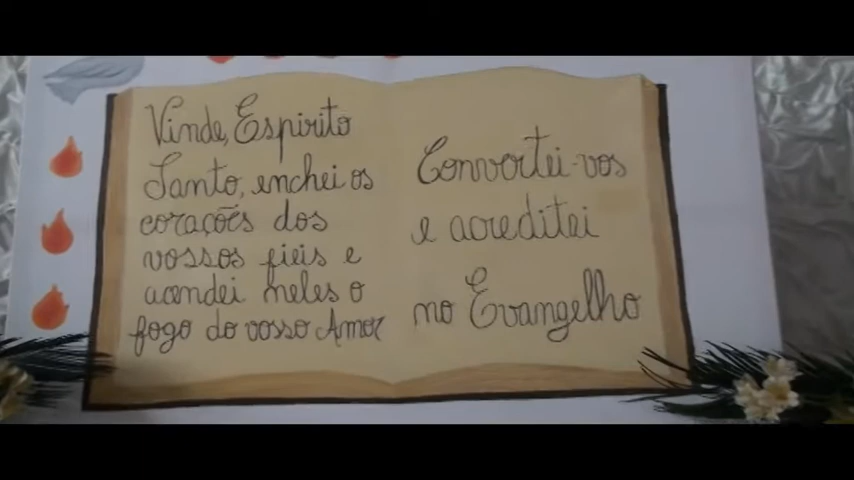 Vinde, Espirito
Santo, enchei os
corações dos
vossos fieis e
acendei neles o
fogo do vosso Amor
Convertei-vos
e acreditei
no Evangelho